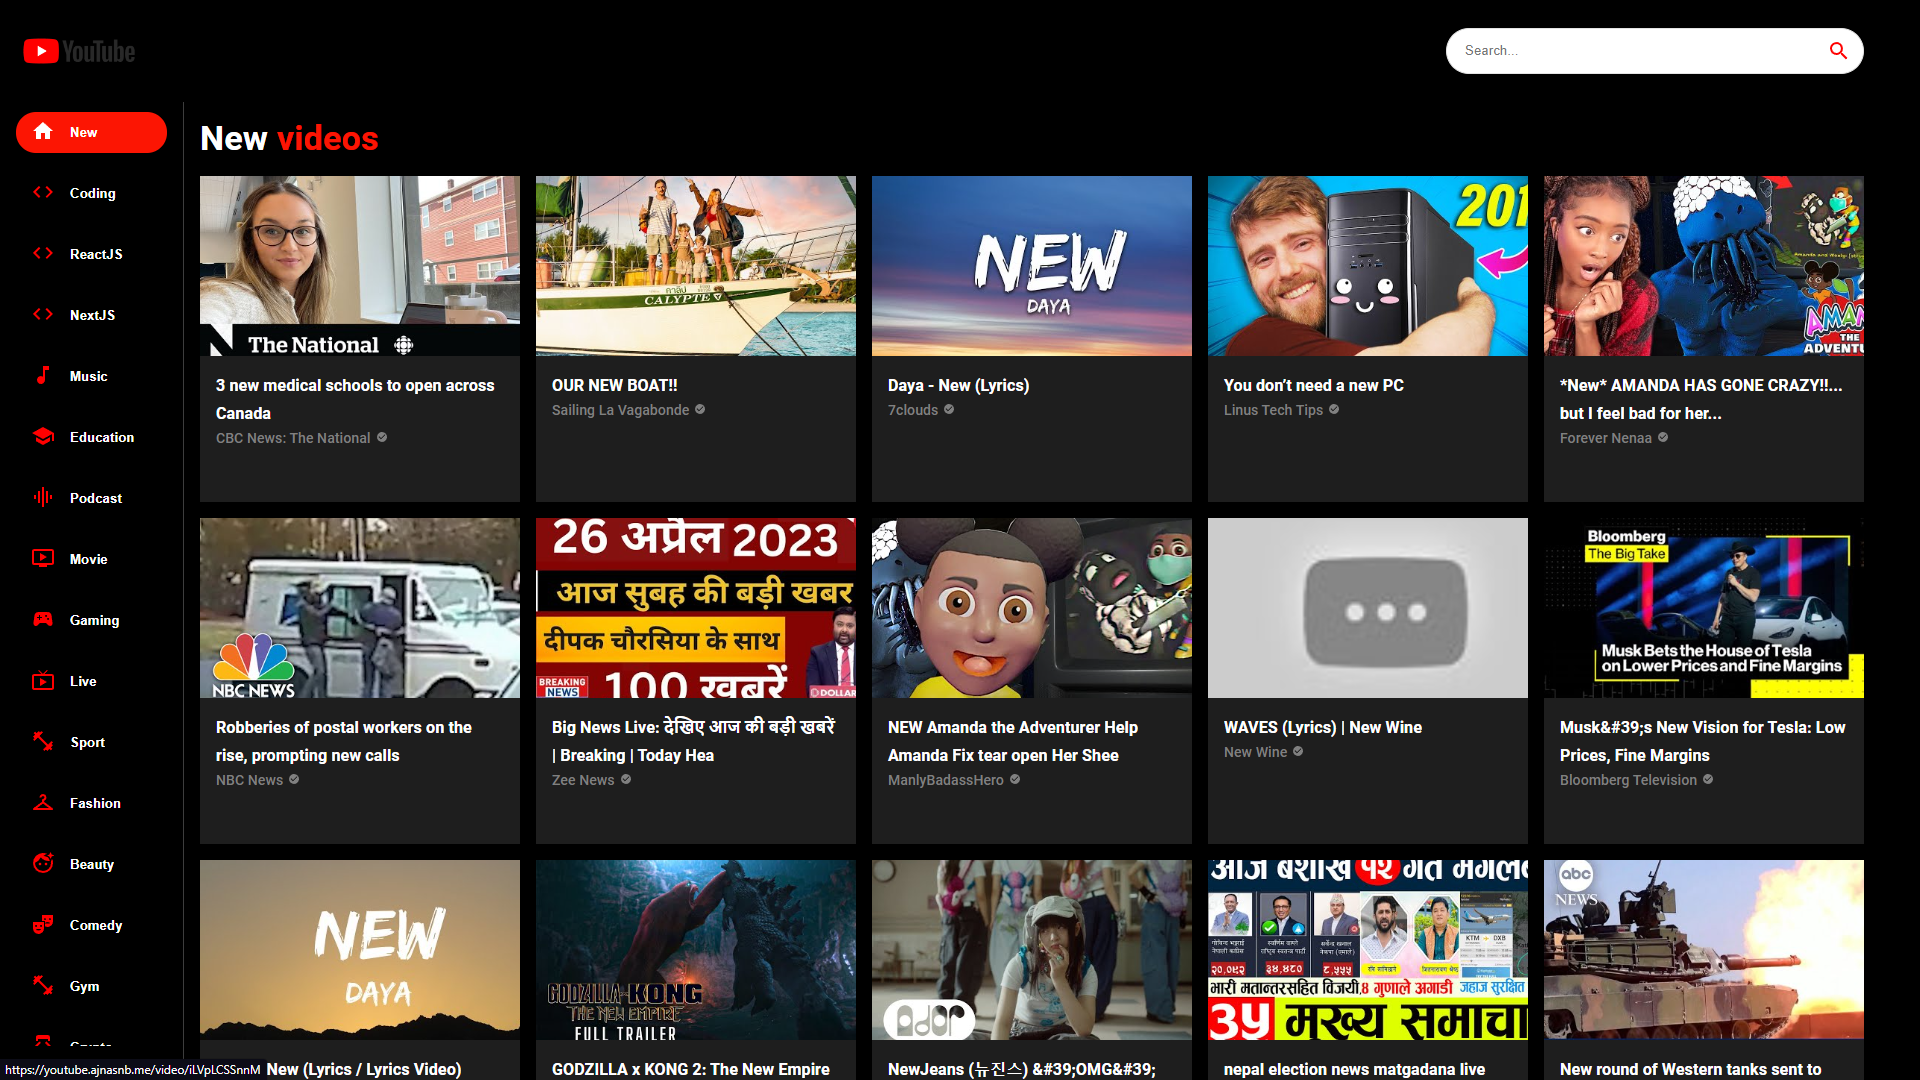 YouTube
Search...
New
Coding
ReactJS
NextJS
Music
Education
Podcast
Movie
Gaming
Live
Sport
Fashion
Beauty
Comedy
Gym
New videos
The National
3 new medical schools to open across
Canada
CBC News: The National
CALYPTE
OUR NEW BOAT!!
Sailing La Vagabonde
NEW
DAYA
Daya - New (Lyrics)
7clouds
201
You don’t need a new PC
Linus Tech Tips
AMAN
THE
ADVENTU
*New* AMANDA HAS GONE CRAZY!!...
but I feel bad for her...
Forever Nenaa
NBC NEWS
Robberies of postal workers on the
rise, prompting new calls
NBC News
26 अप्रैल 2023
आज सुबह की बड़ी खबर
दीपक चौरसिया के साथ
BREAKING
NEWS
100 खबरें
DOLLAR
Big News Live: देखिए आज की बड़ी खबरें
| Breaking | Today Hea
Zee News
NEW Amanda the Adventurer Help
Amanda Fix tear open Her Shee
ManlyBadassHero
WAVES (Lyrics) | New Wine
New Wine
Bloomberg
The Big Take
Musk Bets the House of Tesla
on Lower Prices and Fine Margins
Musk&#39;s New Vision for Tesla: Low
Prices, Fine Margins
Bloomberg Television
NEW
DAYA
New (Lyrics / Lyrics Video)
GODZILLA KONG
THE NEW EMPIRE
FULL TRAILER
GODZILLA x KONG 2: The New Empire
ador
NewJeans (뉴진스) &#39;OMG&#39;
आज बैशाख १२ गते मंगलब
२०,०५२
३४,४८०
८,५५५
KTM
DXB
भारी मतान्तरसहित विजयी,४ गुणाले अगाडी
जहाज सुरक्षित
३५ मुख्य समाचा
nepal election news matgadana live
abc
NEWS
New round of Western tanks sent to
https://youtube.ajnasnb.me/video/iLVpLCSSnnM